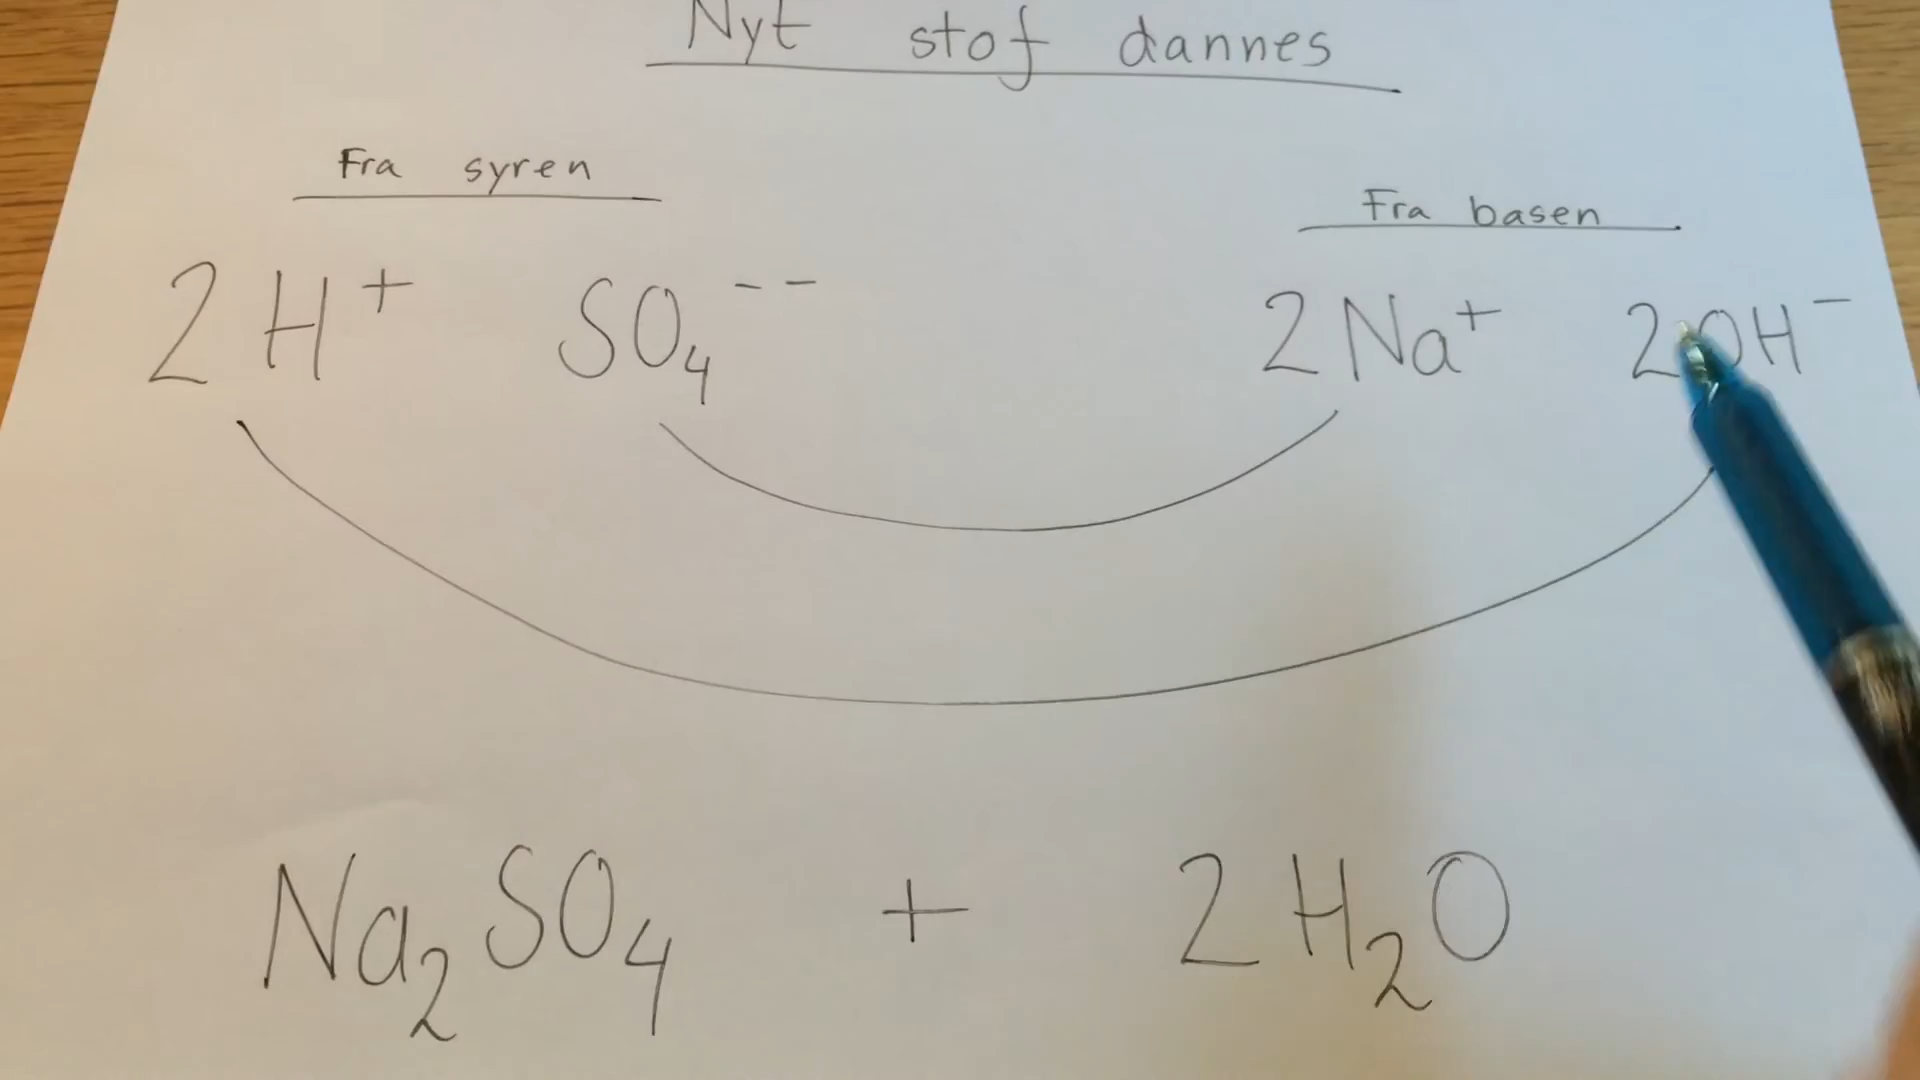 Nyt stof dannes
Fra syren
Fra basen
2H⁺ SO₄⁻⁻ 2Na⁺ 2OH⁻
Na₂SO₄ + 2H₂O